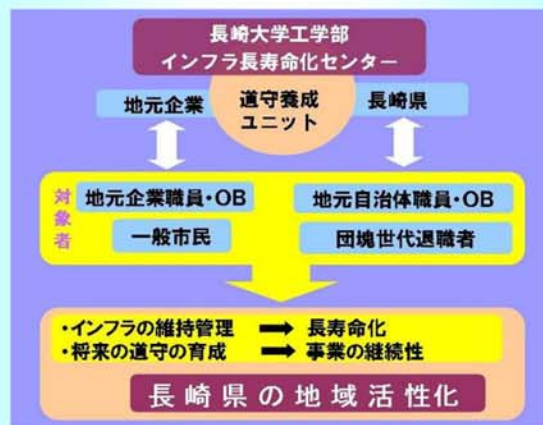 長崎大学工学部
インフラ長寿命化センター
地元企業
道守養成
ユニット
長崎県
対象者
地元企業職員・OB
地元自治体職員・OB
一般市民
団塊世代退職者
・インフラの維持管理 ➡ 長寿命化
・将来の道守の育成 ➡ 事業の継続性
長崎県の地域活性化